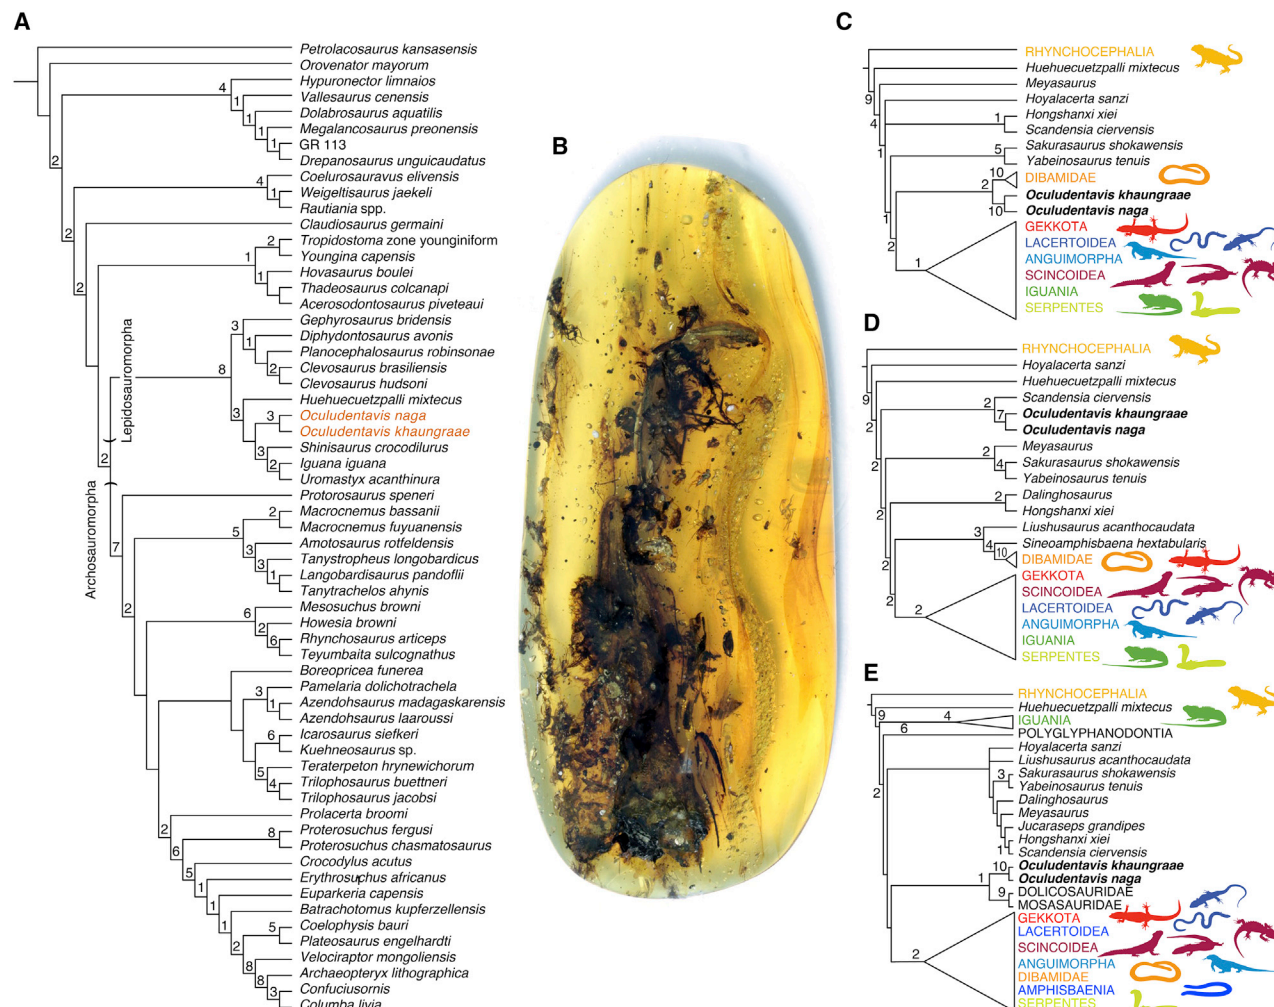 A
Petrolacosaurus kansasensis
Orovenator mayorum
Hypuronector limnaios
4
Vallesaurus cenensis
1
Dolabrosaurus aquatilis
1
Megalancosaurus preonensis
1
GR 113
1
Drepanosaurus unguicaudatus
2
Coelurosauravus elivensis
4
Weigeltisaurus jaekeli
1
Rautiania spp.
Claudiosaurus germaini
2
Tropidostoma zone younginiform
2
Youngina capensis
1
Hovasaurus boulei
1
Thadeosaurus colcanapi
2
Acerosodontosaurus piveteaui
Gephyrosaurus bridensis
3
Diphydontosaurus avonis
1
Planocephalosaurus robinsonae
Clevosaurus brasiliensis
2
Clevosaurus hudsoni
8
Huehuecuetzpalli mixtecus
3
Oculudentavis naga
3
Oculudentavis khaungraae
Shinisaurus crocodilurus
3
Iguana iguana
2
Uromastyx acanthinura
Lepidosauromorpha
2
Archosauromorpha
Protorosaurus speneri
Macrocnemus bassanii
2
Macrocnemus fuyuanensis
5
Amotosaurus rotfeldensis
3
Tanystropheus longobardicus
3
Langobardisaurus pandoflii
1
Tanytrachelos ahynis
7
Mesosuchus browni
6
Howesia browni
2
Rhynchosaurus articeps
6
Teyumbaita sulcognathus
2
Boreopricea funerea
Pamelaria dolichotrachela
3
Azendohsaurus madagaskarensis
1
Azendohsaurus laaroussi
Icarosaurus siefkeri
6
Kuehneosaurus sp.
Teraterpeton hrynewichorum
5
Trilophosaurus buettneri
4
Trilophosaurus jacobsi
Prolacerta broomi
2
Proterosuchus fergusi
8
Proterosuchus chasmatosaurus
6
Crocodylus acutus
5
Erythrosuchus africanus
1
Euparkeria capensis
1
Batrachotomus kupferzellensis
1
Coelophysis bauri
5
Plateosaurus engelhardti
2
Velociraptor mongoliensis
8
Archaeopteryx lithographica
8
Confuciusornis
3
Columba livia
B
C
RHYNCHOCEPHALIA
Huehuecuetzpalli mixtecus
Meyasaurus
9
Hoyalacerta sanzi
Hongshanxi xiei
1
4
Scandensia ciervensis
Sakurasaurus shokawensis
5
1
Yabeinosaurus tenuis
10
DIBAMIDAE
2
Oculudentavis khaungraae
10
Oculudentavis naga
1
GEKKOTA
2
LACERTOIDEA
ANGUIMORPHA
1
SCINCOIDEA
IGUANIA
SERPENTES
D
RHYNCHOCEPHALIA
Hoyalacerta sanzi
Huehuecuetzpalli mixtecus
9
Scandensia ciervensis
2
Oculudentavis khaungraae
7
Oculudentavis naga
2
Meyasaurus
2
Sakurasaurus shokawensis
4
2
Yabeinosaurus tenuis
Dalinghosaurus
2
Hongshanxi xiei
2
Liushusaurus acanthocaudata
3
Sineoamphisbaena hextabularis
4
10
DIBAMIDAE
GEKKOTA
2
SCINCOIDEA
LACERTOIDEA
2
ANGUIMORPHA
IGUANIA
SERPENTES
E
RHYNCHOCEPHALIA
Huehuecuetzpalli mixtecus
9
4
IGUANIA
6
POLYGLYPHANODONTIA
Hoyalacerta sanzi
Liushusaurus acanthocaudata
3
Sakurasaurus shokawensis
Yabeinosaurus tenuis
2
Dalinghosaurus
Meyasaurus
Jucaraseps grandipes
Hongshanxi xiei
1
Scandensia ciervensis
10
Oculudentavis khaungraae
1
Oculudentavis naga
9
DOLICOSAURIDAE
MOSASAURIDAE
GEKKOTA
LACERTOIDEA
SCINCOIDEA
2
ANGUIMORPHA
DIBAMIDAE
AMPHISBAENIA
SERPENTES